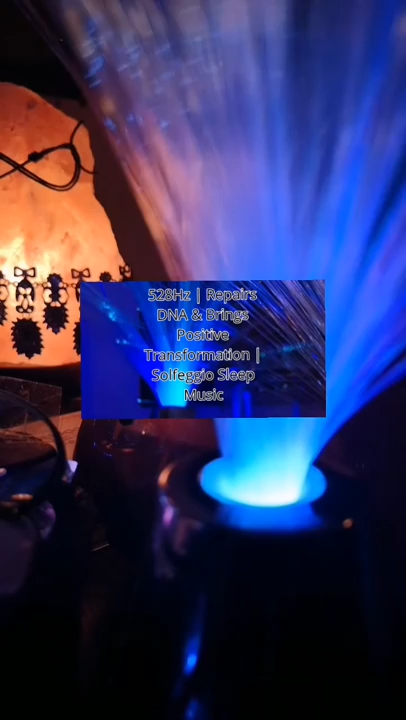 528Hz | Repairs
DNA & Brings
Positive
Transformation |
Solfeggio Sleep
Music